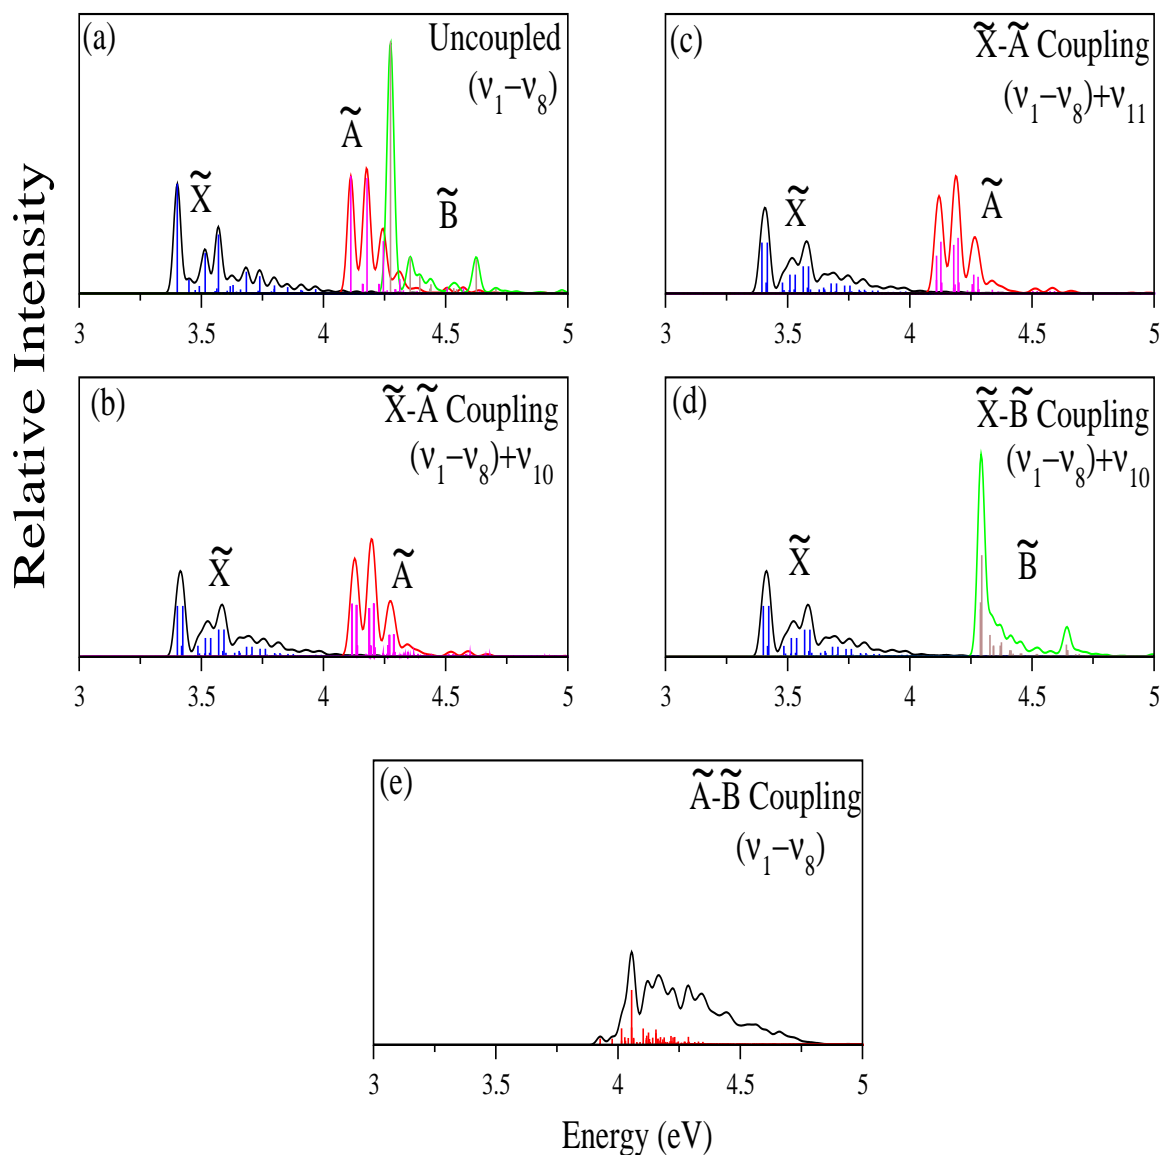 Relative Intensity
(a)
Uncoupled
(ν₁−ν₈)
X̃
Ã
B̃
3 3.5 4 4.5 5
(c)
X̃-Ã Coupling
(ν₁−ν₈)+ν₁₁
X̃
Ã
3 3.5 4 4.5 5
(b)
X̃-Ã Coupling
(ν₁−ν₈)+ν₁₀
X̃
Ã
3 3.5 4 4.5 5
(d)
X̃-B̃ Coupling
(ν₁−ν₈)+ν₁₀
X̃
B̃
3 3.5 4 4.5 5
(e)
Ã-B̃ Coupling
(ν₁−ν₈)
3 3.5 4 4.5 5
Energy (eV)